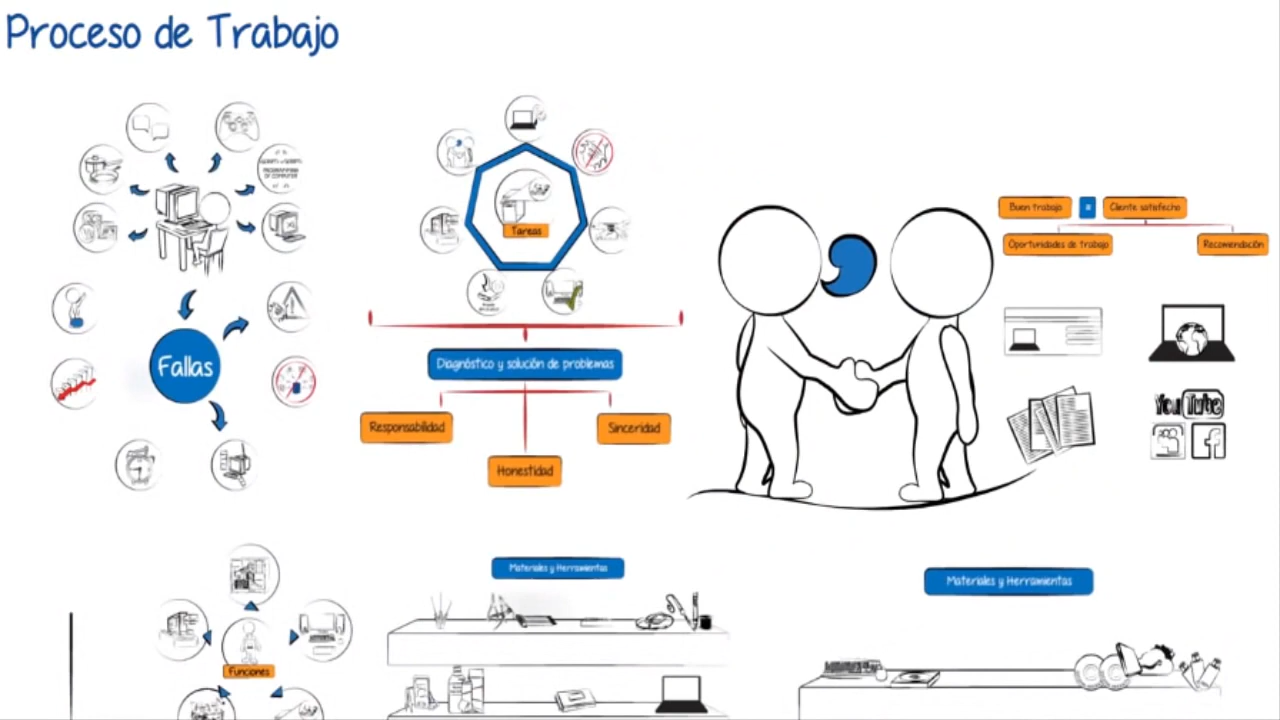 Proceso de Trabajo
Fallas
Tareas
Diagnóstico y solución de problemas
Responsabilidad
Sinceridad
Honestidad
Buen trabajo
=
Cliente satisfecho
Oportunidades de trabajo
Recomendación
YouTube
Funciones
Materiales y Herramientas
Materiales y Herramientas